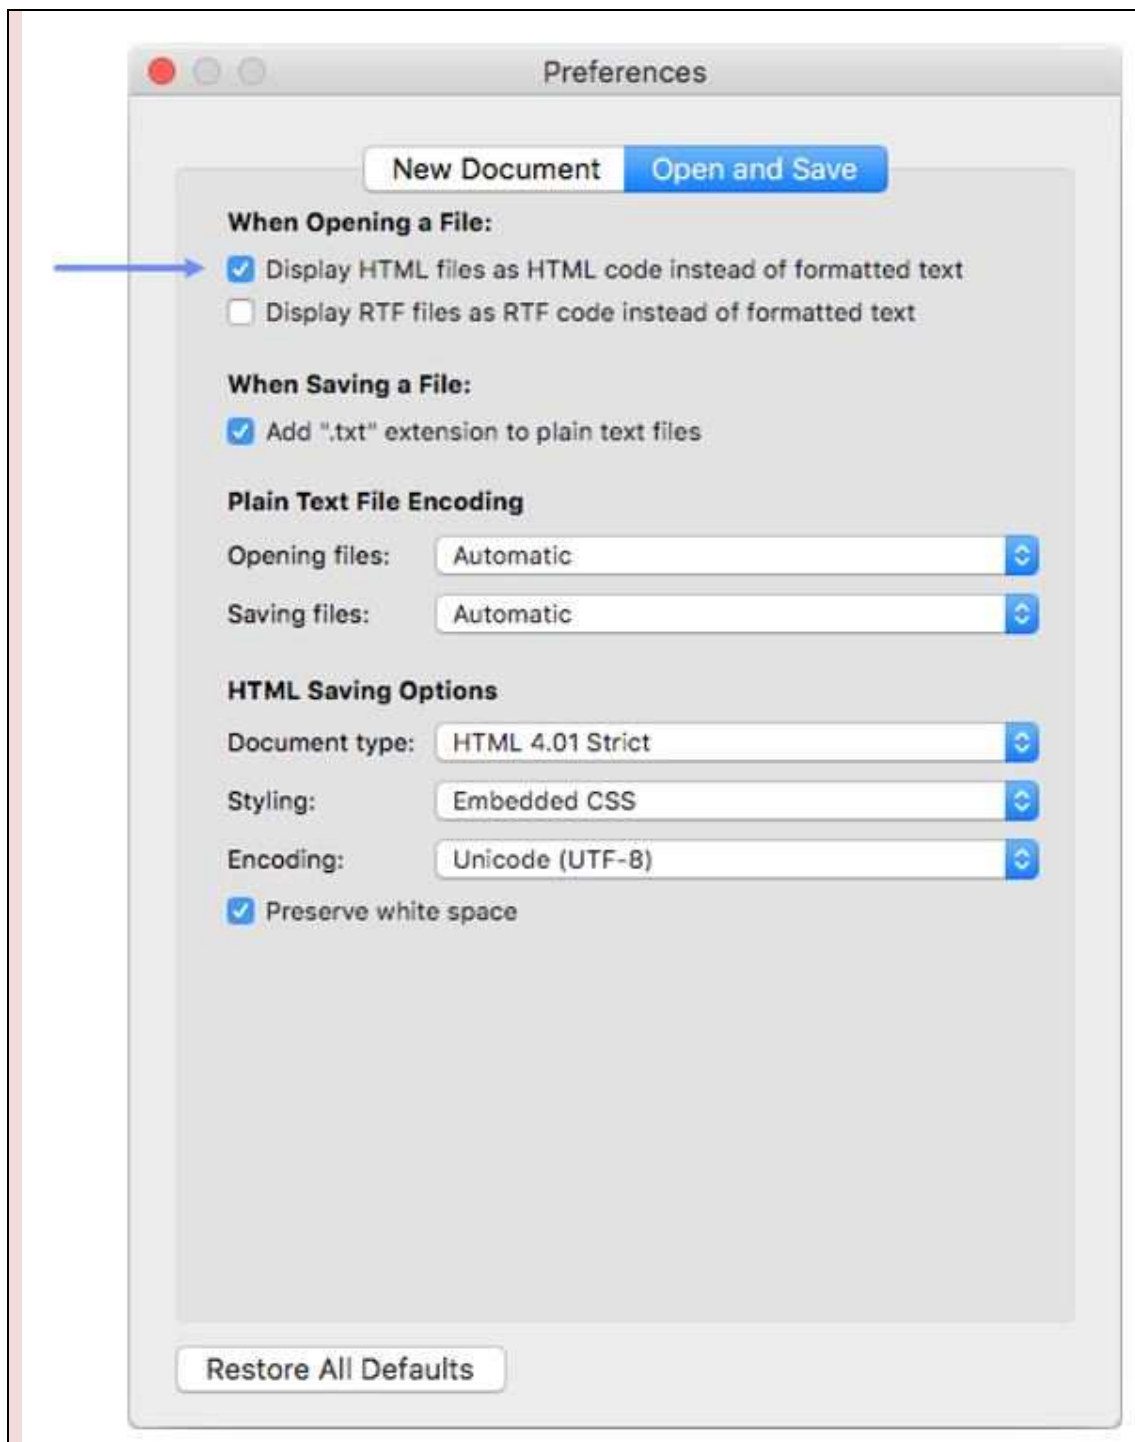 Preferences
New Document Open and Save
When Opening a File:
Display HTML files as HTML code instead of formatted text
Display RTF files as RTF code instead of formatted text
When Saving a File:
Add ".txt" extension to plain text files
Plain Text File Encoding
Opening files: Automatic
Saving files: Automatic
HTML Saving Options
Document type: HTML 4.01 Strict
Styling: Embedded CSS
Encoding: Unicode (UTF-8)
Preserve white space
Restore All Defaults